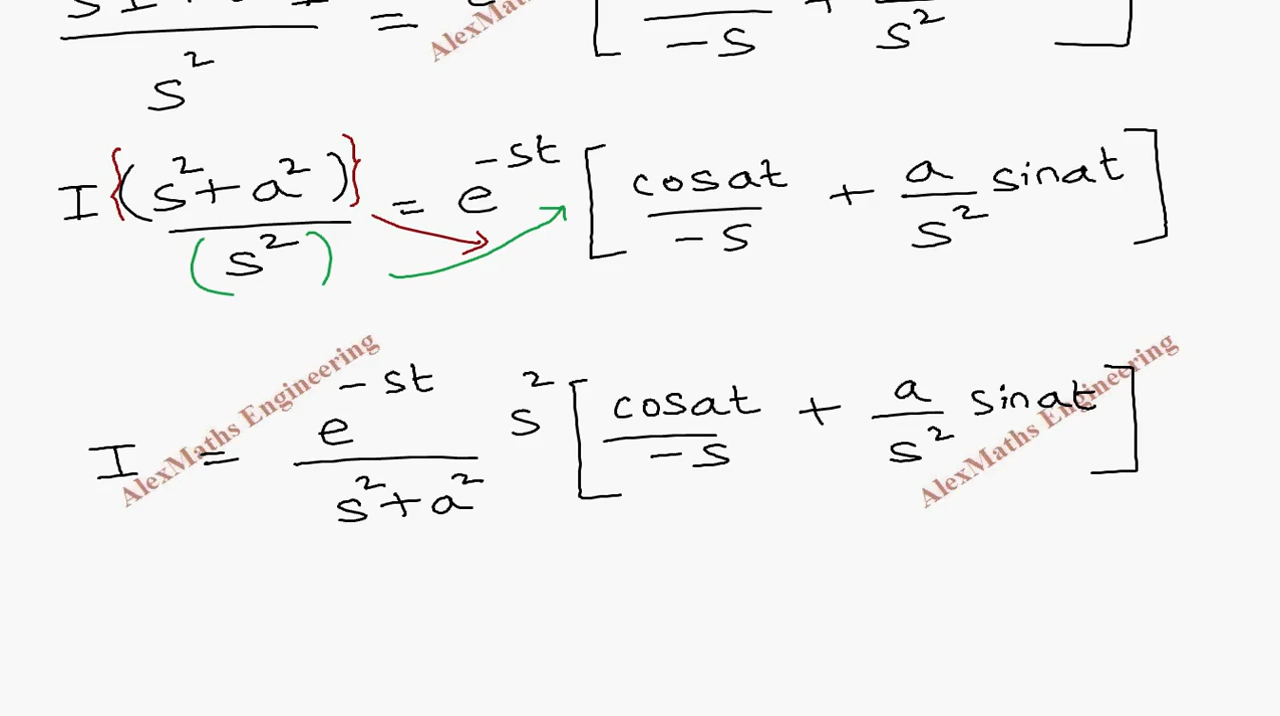 s² = [ −s + s² ]
AlexMaths
I {(s² + a²)} / (s²) = e^−st [ cosat / −s + a / s² sinat ]
AlexMaths Engineering
AlexMaths Engineering
I = e^−st / s² + a² s² [ cosat / −s + a / s² sinat ]